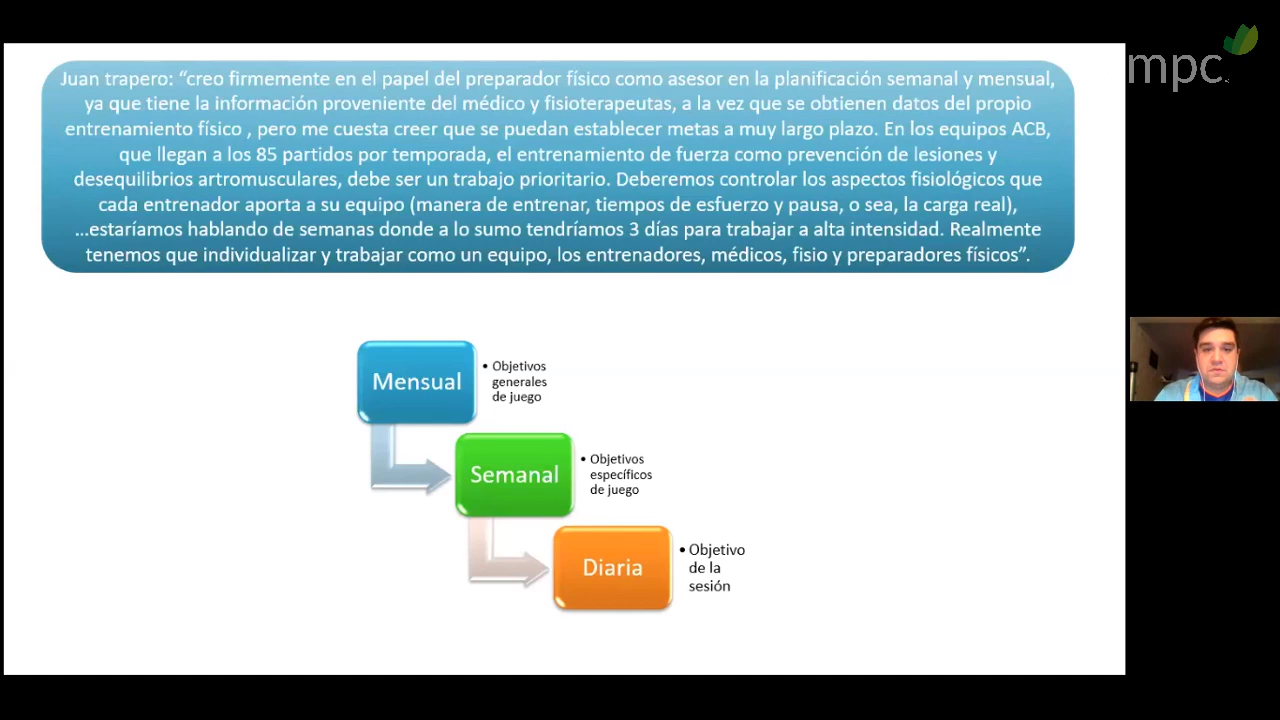 mpc
Juan trapero: “creo firmemente en el papel del preparador físico como asesor en la planificación semanal y mensual,
ya que tiene la información proveniente del médico y fisioterapeutas, a la vez que se obtienen datos del propio
entrenamiento físico , pero me cuesta creer que se puedan establecer metas a muy largo plazo. En los equipos ACB,
que llegan a los 85 partidos por temporada, el entrenamiento de fuerza como prevención de lesiones y
desequilibrios artromusculares, debe ser un trabajo prioritario. Deberemos controlar los aspectos fisiológicos que
cada entrenador aporta a su equipo (manera de entrenar, tiempos de esfuerzo y pausa, o sea, la carga real),
...estaríamos hablando de semanas donde a lo sumo tendríamos 3 días para trabajar a alta intensidad. Realmente
tenemos que individualizar y trabajar como un equipo, los entrenadores, médicos, fisio y preparadores físicos”.
Mensual
• Objetivos
generales
de juego
Semanal
• Objetivos
específicos
de juego
Diaria
• Objetivo
de la
sesión